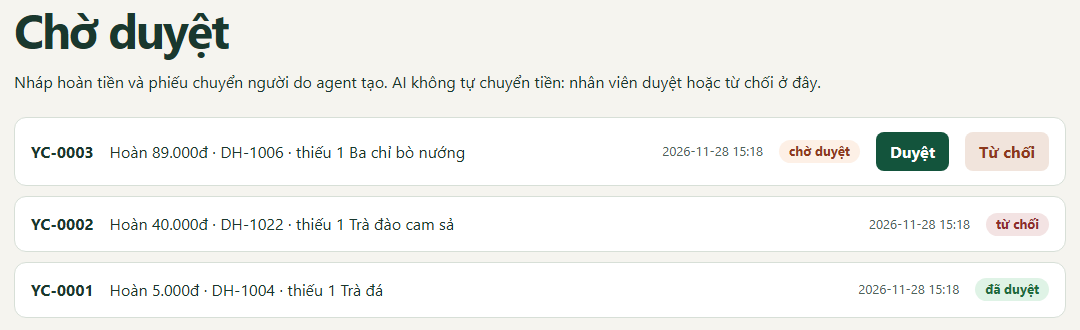 Chờ duyệt
Nháp hoàn tiền và phiếu chuyển người do agent tạo. AI không tự chuyển tiền: nhân viên duyệt hoặc từ chối ở đây.
YC-0003 Hoàn 89.000đ · DH-1006 · thiếu 1 Ba chỉ bò nướng 2026-11-28 15:18 chờ duyệt Duyệt Từ chối
YC-0002 Hoàn 40.000đ · DH-1022 · thiếu 1 Trà đào cam sả 2026-11-28 15:18 từ chối
YC-0001 Hoàn 5.000đ · DH-1004 · thiếu 1 Trà đá 2026-11-28 15:18 đã duyệt